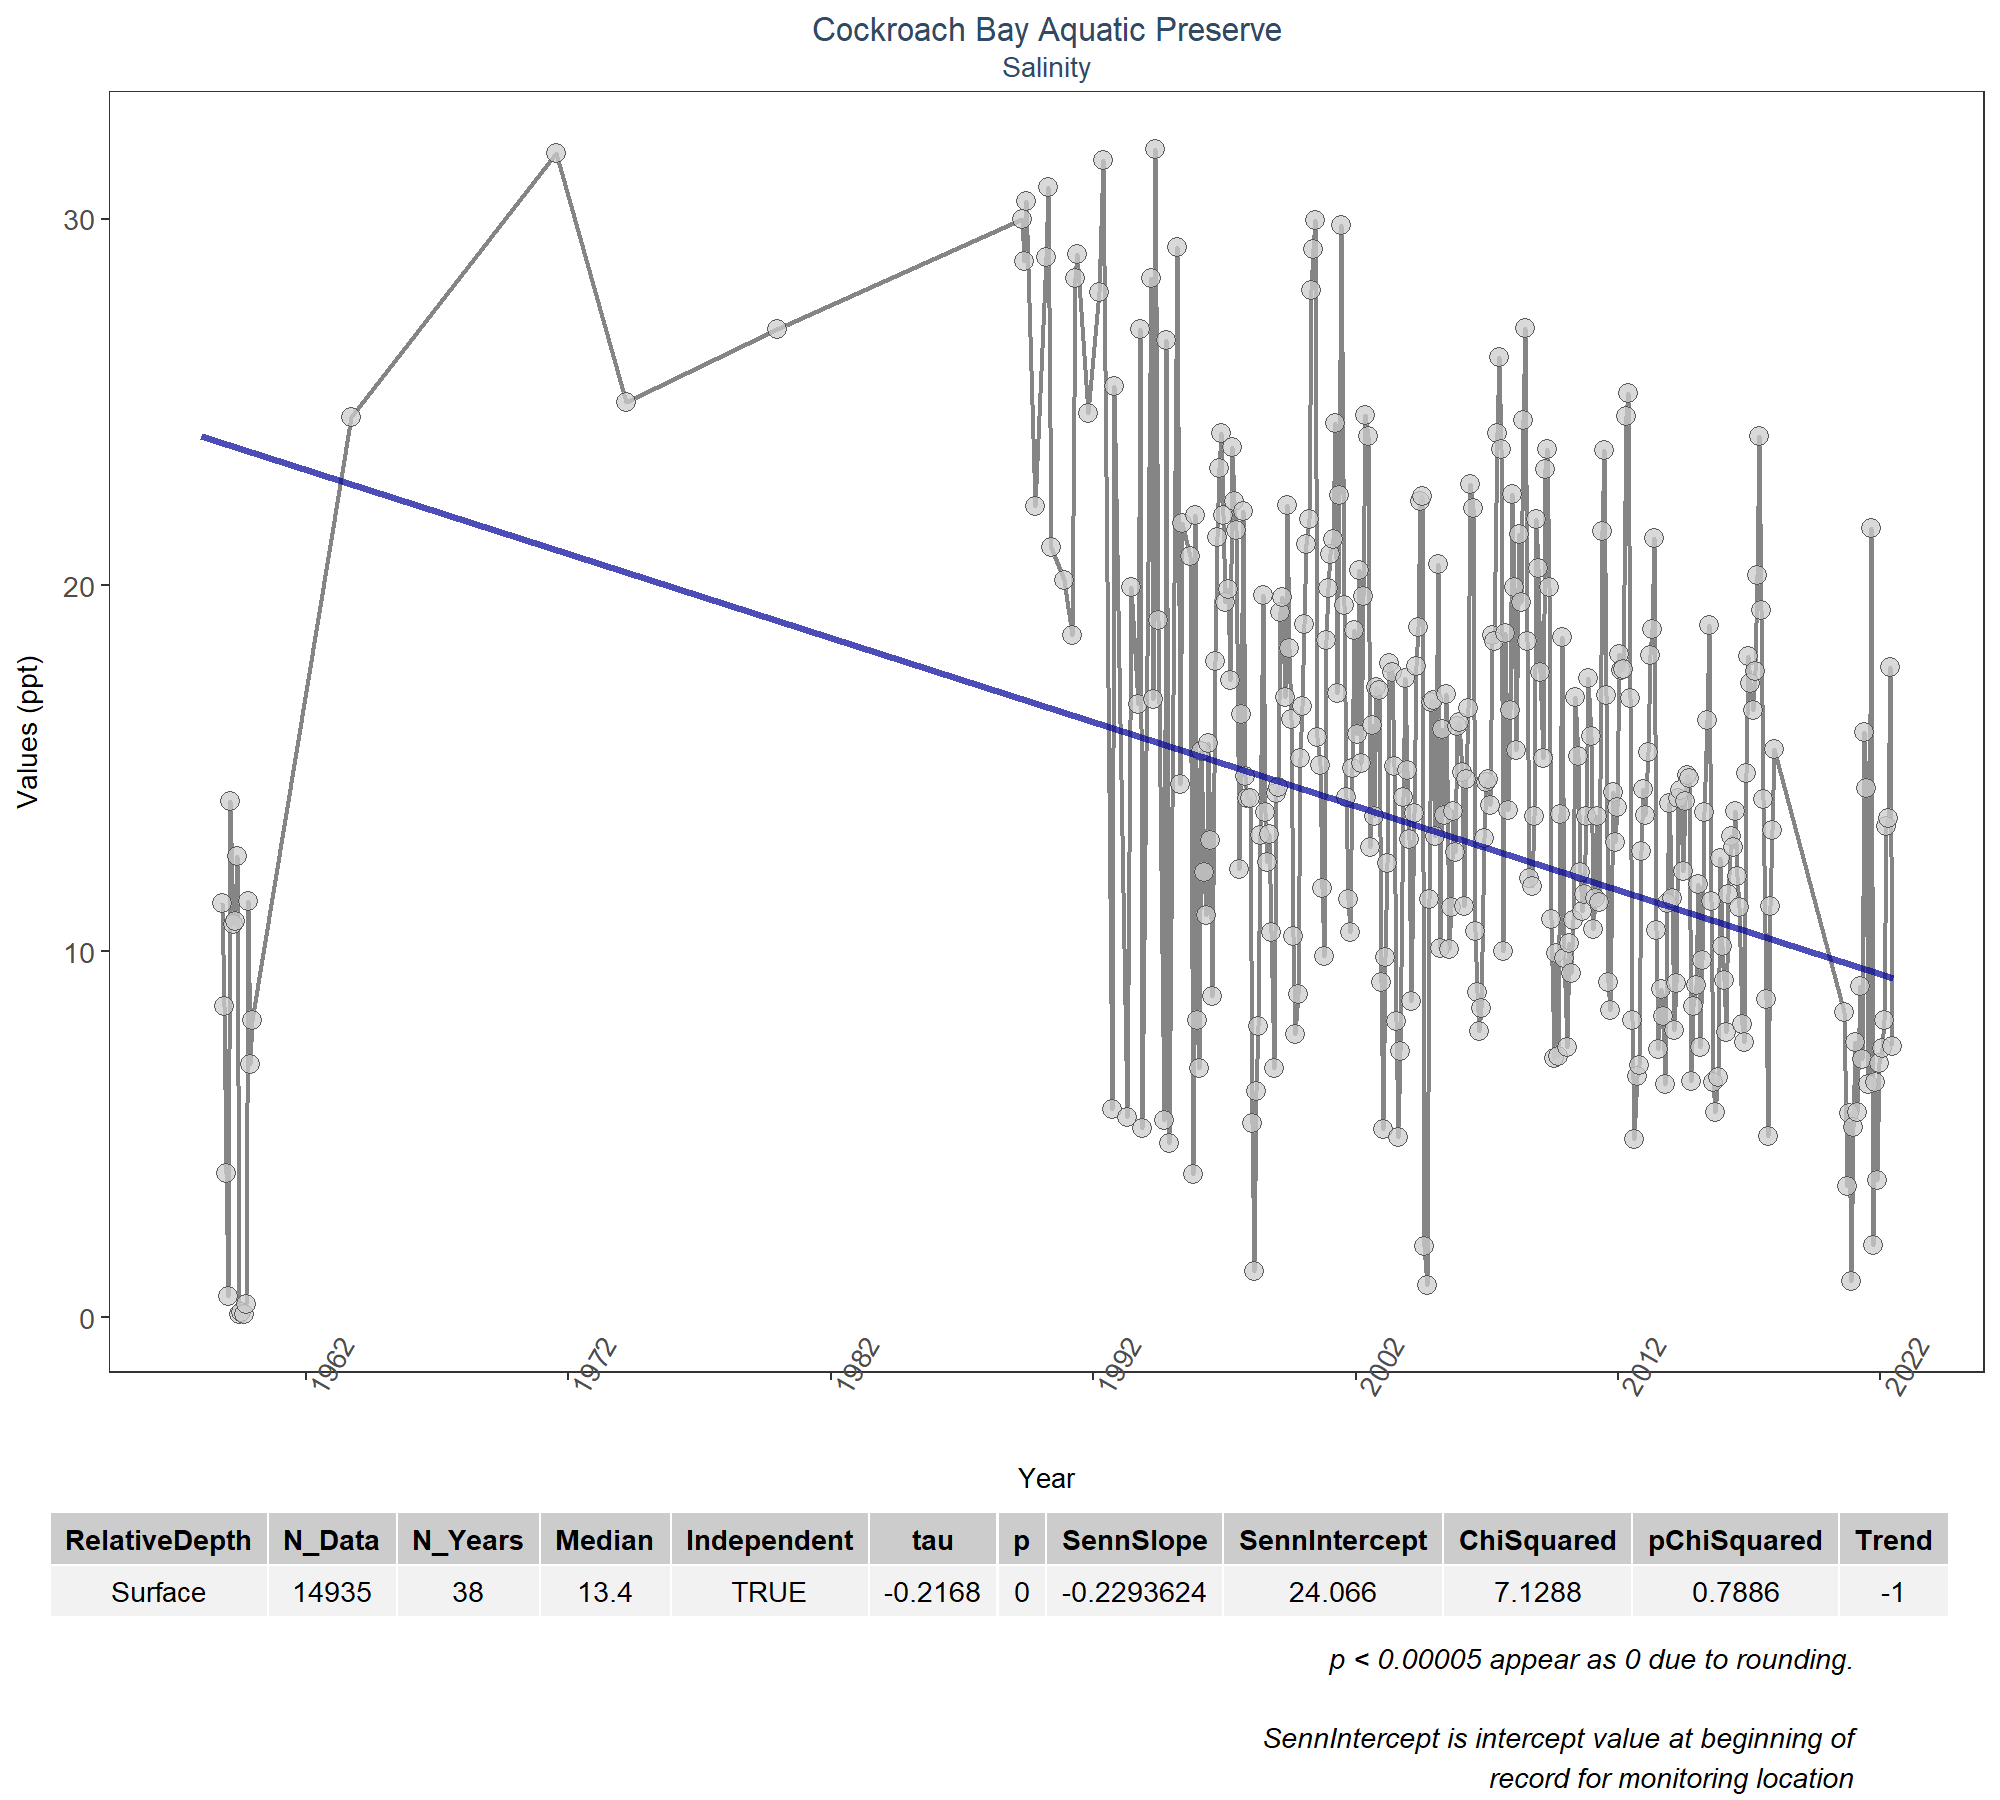 Cockroach Bay Aquatic Preserve
Salinity
Values (ppt)
30
20
10
0
1962 1972 1982 1992 2002 2012 2022
Year
RelativeDepth N_Data N_Years Median Independent tau p SennSlope SennIntercept ChiSquared pChiSquared Trend
Surface 14935 38 13.4 TRUE -0.2168 0 -0.2293624 24.066 7.1288 0.7886 -1
p < 0.00005 appear as 0 due to rounding.
SennIntercept is intercept value at beginning of
record for monitoring location